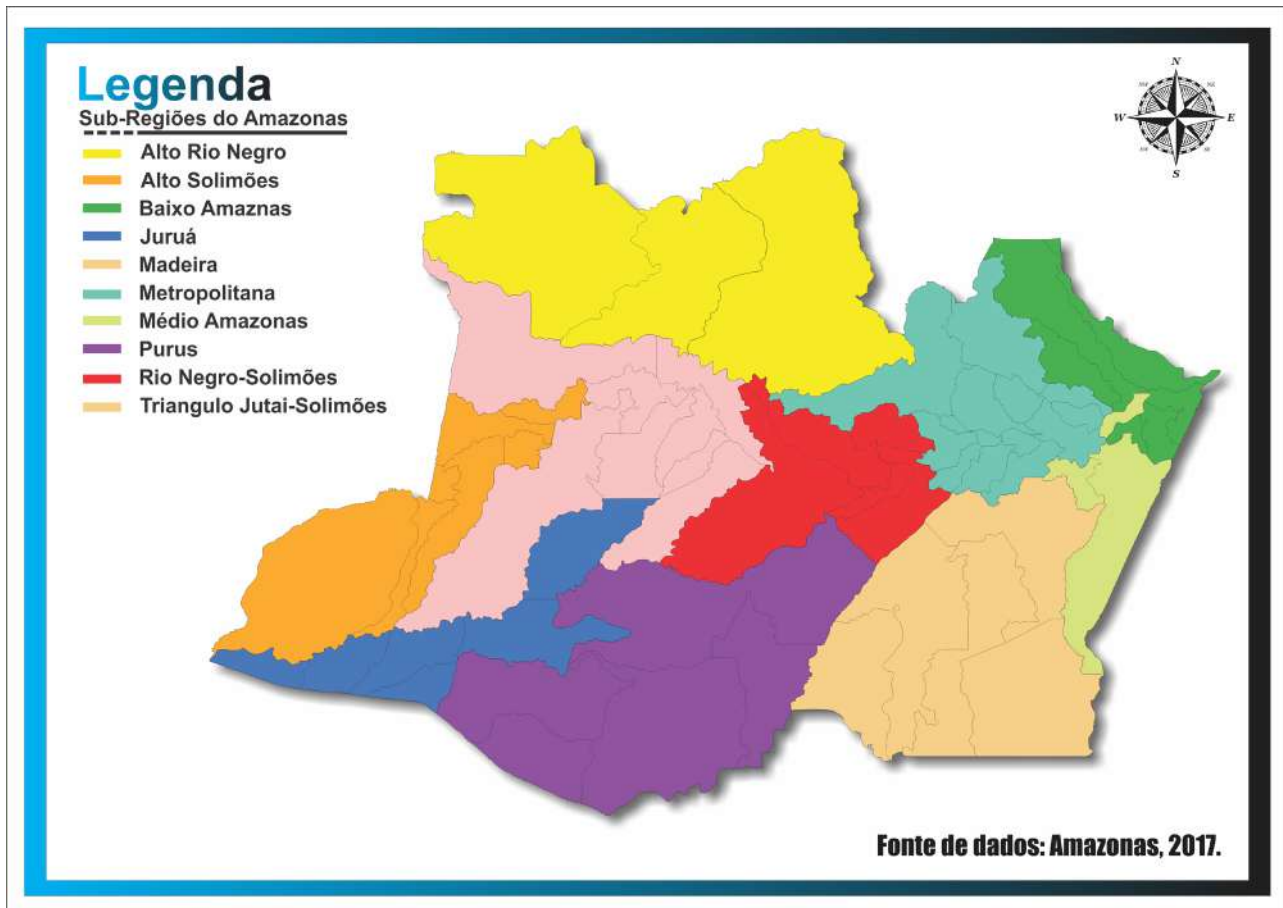 Legenda
Sub-Regiões do Amazonas
Alto Rio Negro
Alto Solimões
Baixo Amaznas
Juruá
Madeira
Metropolitana
Médio Amazonas
Purus
Rio Negro-Solimões
Triangulo Jutai-Solimões
N
W
E
S
Fonte de dados: Amazonas, 2017.